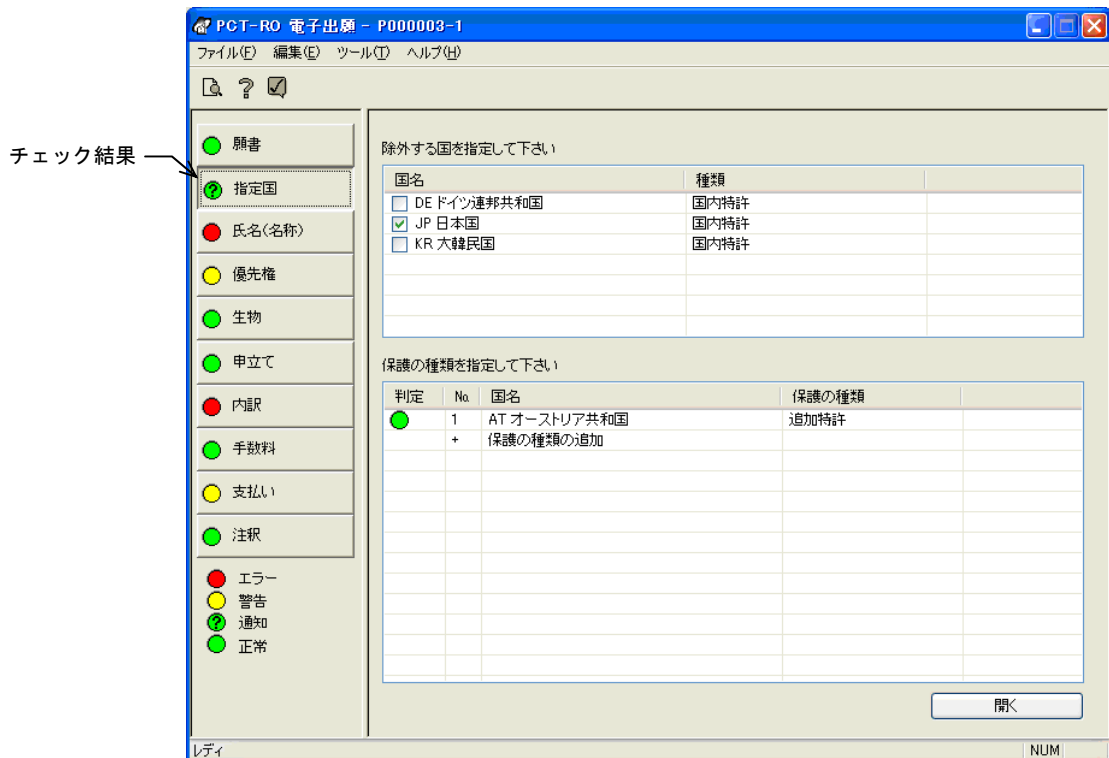 PCT-RO 電子出願 - P000003-1
ファイル(F) 編集(E) ツール(T) ヘルプ(H)
チェック結果
願書
指定国
氏名(名称)
優先権
生物
申立て
内訳
手数料
支払い
注釈
エラー
警告
通知
正常
除外する国を指定して下さい
国名 種類
DE ドイツ連邦共和国 国内特許
JP 日本国 国内特許
KR 大韓民国 国内特許
保護の種類を指定して下さい
判定 No. 国名 保護の種類
1 AT オーストリア共和国 追加特許
+ 保護の種類の追加
開く
レディ NUM